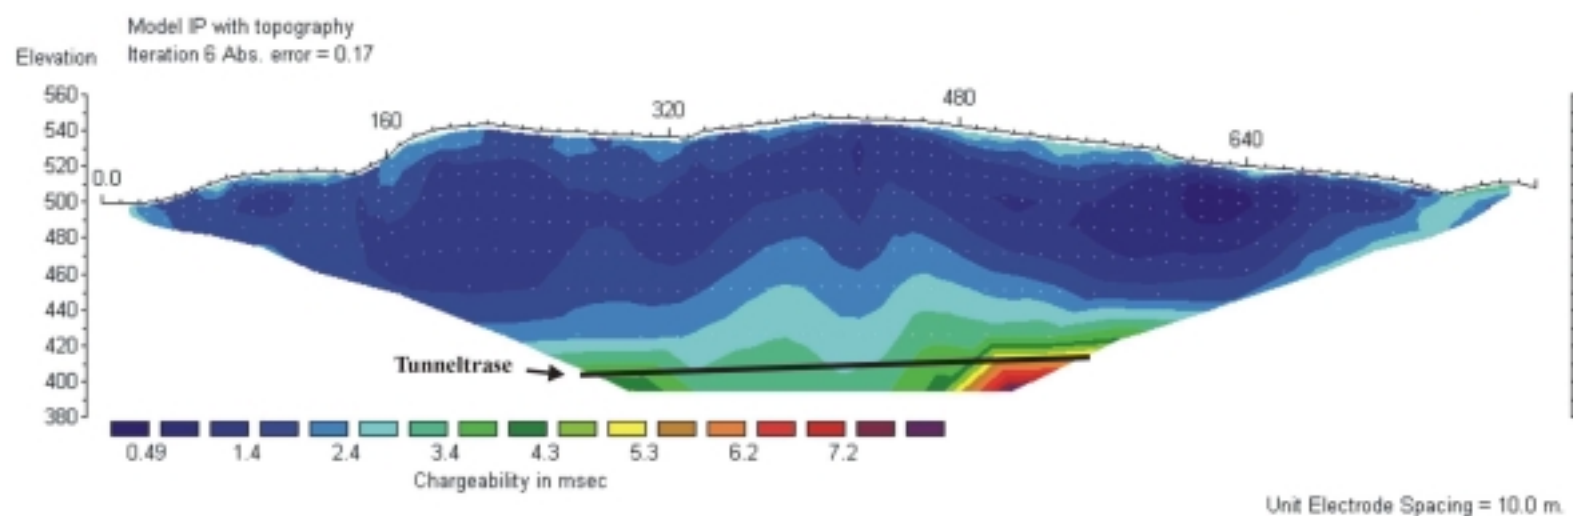 Model IP with topography
Elevation Iteration 6 Abs. error = 0.17
560
540
520
500
480
460
440
420
400
380
0.0
160
320
480
640
Tunneltrase
0.49 1.4 2.4 3.4 4.3 5.3 6.2 7.2
Chargeability in msec
Unit Electrode Spacing = 10.0 m.